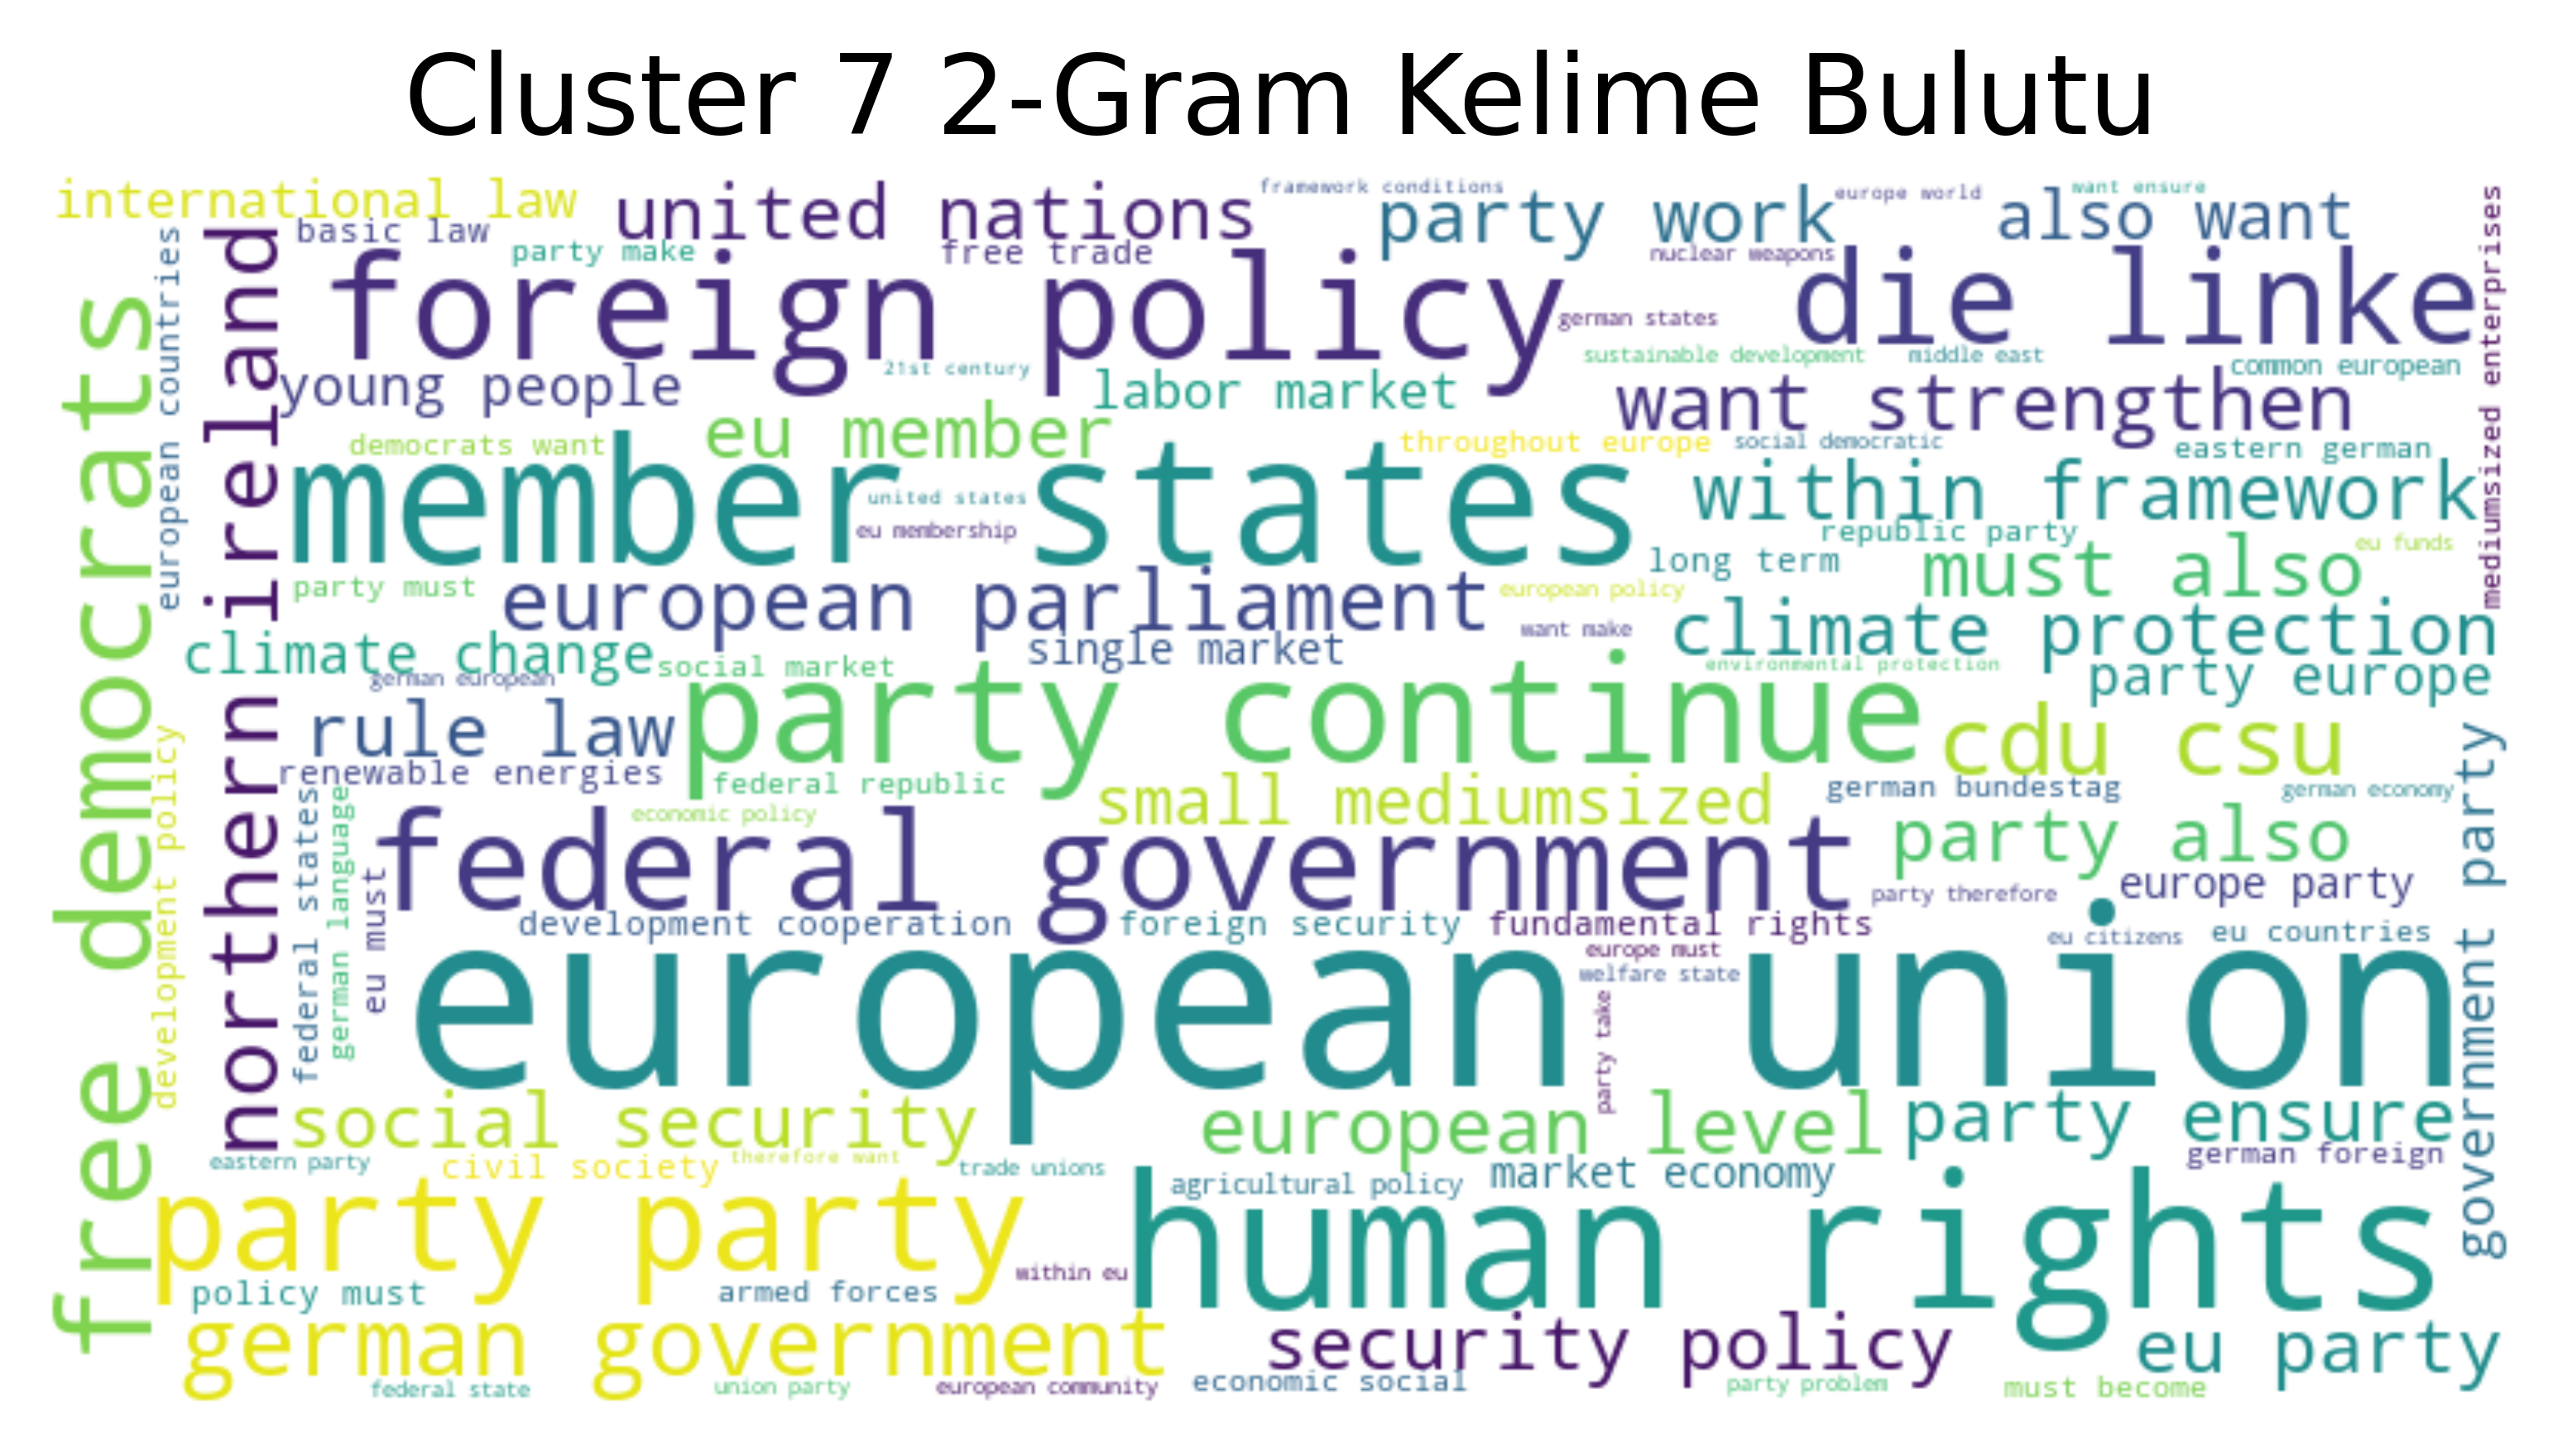 Cluster 7 2-Gram Kelime Bulutu
international law
united nations
framework conditions
party work
europe world
also want
want ensure
mediumsized enterprises
basic law
party make
free trade
nuclear weapons
foreign policy
die linke
german states
european countries
northern ireland
free democrats
young people
21st century
labor market
sustainable development
middle east
common european
want strengthen
democrats want
eu member
throughout europe
social democratic
eastern german
member states
united states
eu membership
within framework
republic party
long term
must also
eu funds
party must
european parliament
european policy
climate change
single market
want make
climate protection
social market
environmental protection
german european
party europe
party continue
rule law
cdu csu
renewable energies
federal republic
small mediumsized
german bundestag
german economy
government party
development policy
federal states
german language
economic policy
federal government
party also
eu must
party therefore
europe party
development cooperation
foreign security
fundamental rights
eu citizens
eu countries
europe must
welfare state
european union
party take
social security
european level
party ensure
eastern party
civil society
therefore want
trade unions
agricultural policy
market economy
german foreign
party party
human rights
within eu
policy must
armed forces
german government
security policy
eu party
federal state
union party
european community
economic social
party problem
must become